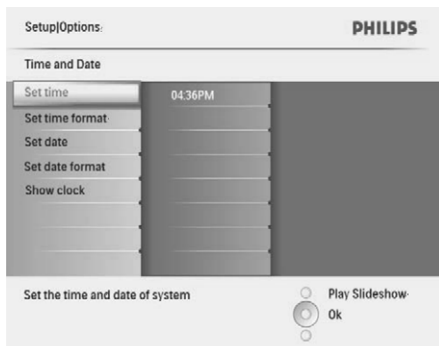 Setup|Options
PHILIPS
Time and Date
Set time
04:36PM
Set time format
Set date
Set date format
Show clock
Set the time and date of system
Play Slideshow
Ok